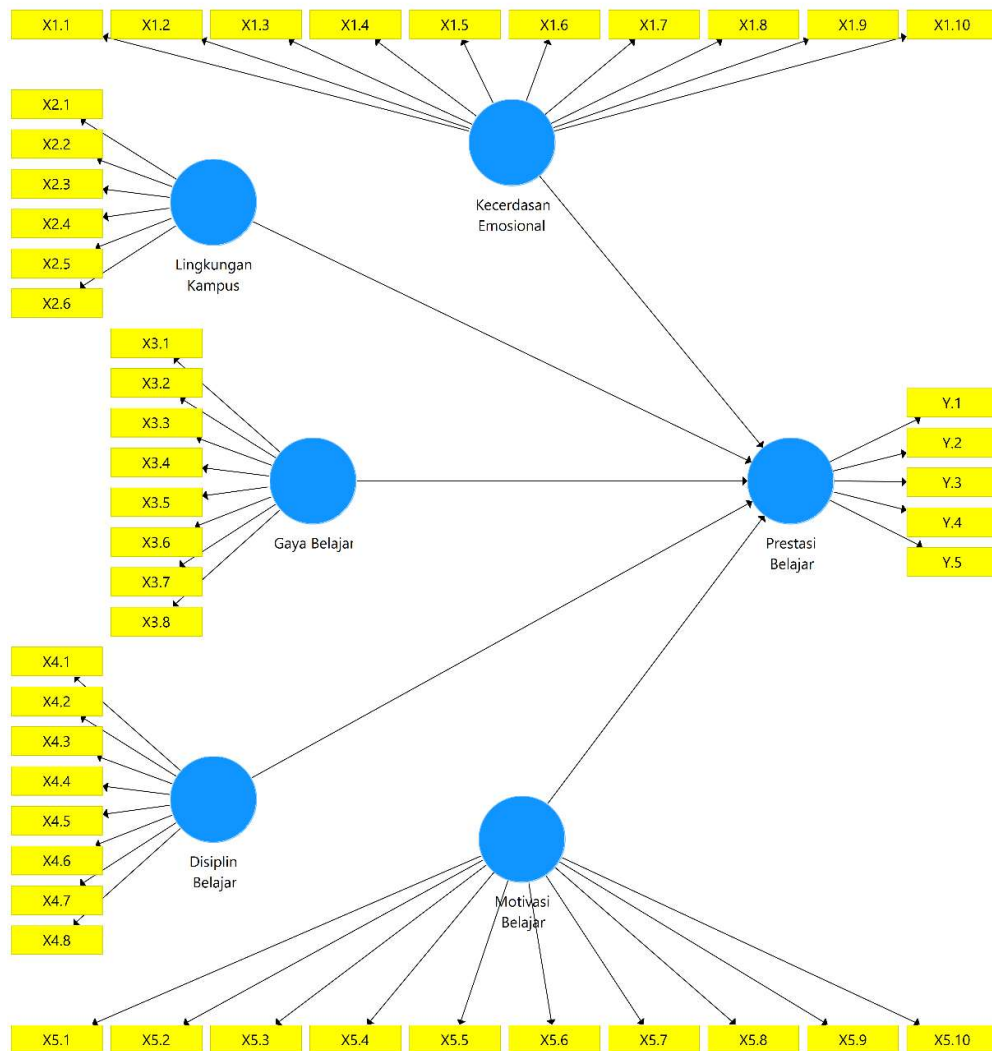 X1.1 X1.2 X1.3 X1.4 X1.5 X1.6 X1.7 X1.8 X1.9 X1.10
Kecerdasan
Emosional
X2.1
X2.2
X2.3
X2.4
X2.5
X2.6
Lingkungan
Kampus
X3.1
X3.2
X3.3
X3.4
X3.5
X3.6
X3.7
X3.8
Gaya Belajar
Prestasi
Belajar
Y.1
Y.2
Y.3
Y.4
Y.5
X4.1
X4.2
X4.3
X4.4
X4.5
X4.6
X4.7
X4.8
Disiplin
Belajar
Motivasi
Belajar
X5.1 X5.2 X5.3 X5.4 X5.5 X5.6 X5.7 X5.8 X5.9 X5.10